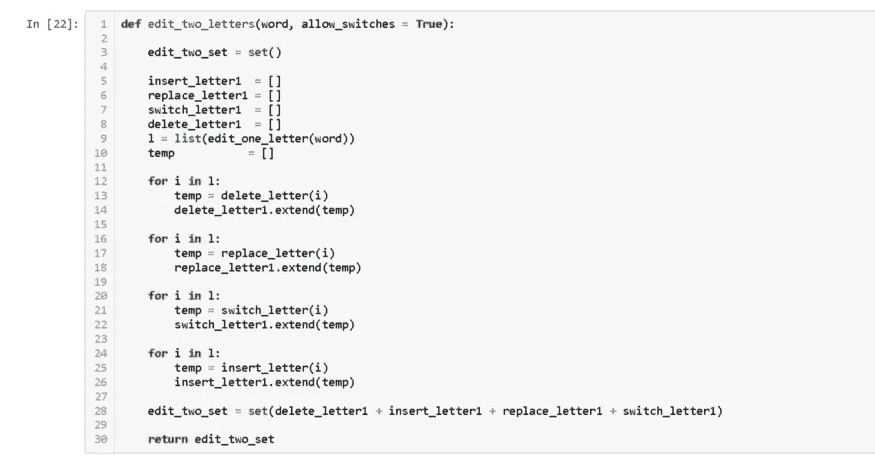 In [22]:
1 def edit_two_letters(word, allow_switches = True):
2
3     edit_two_set = set()
4
5     insert_letter1  = []
6     replace_letter1 = []
7     switch_letter1  = []
8     delete_letter1  = []
9     l = list(edit_one_letter(word))
10     temp            = []
11
12     for i in l:
13         temp = delete_letter(i)
14         delete_letter1.extend(temp)
15
16     for i in l:
17         temp = replace_letter(i)
18         replace_letter1.extend(temp)
19
20     for i in l:
21         temp = switch_letter(i)
22         switch_letter1.extend(temp)
23
24     for i in l:
25         temp = insert_letter(i)
26         insert_letter1.extend(temp)
27
28     edit_two_set = set(delete_letter1 + insert_letter1 + replace_letter1 + switch_letter1)
29
30     return edit_two_set